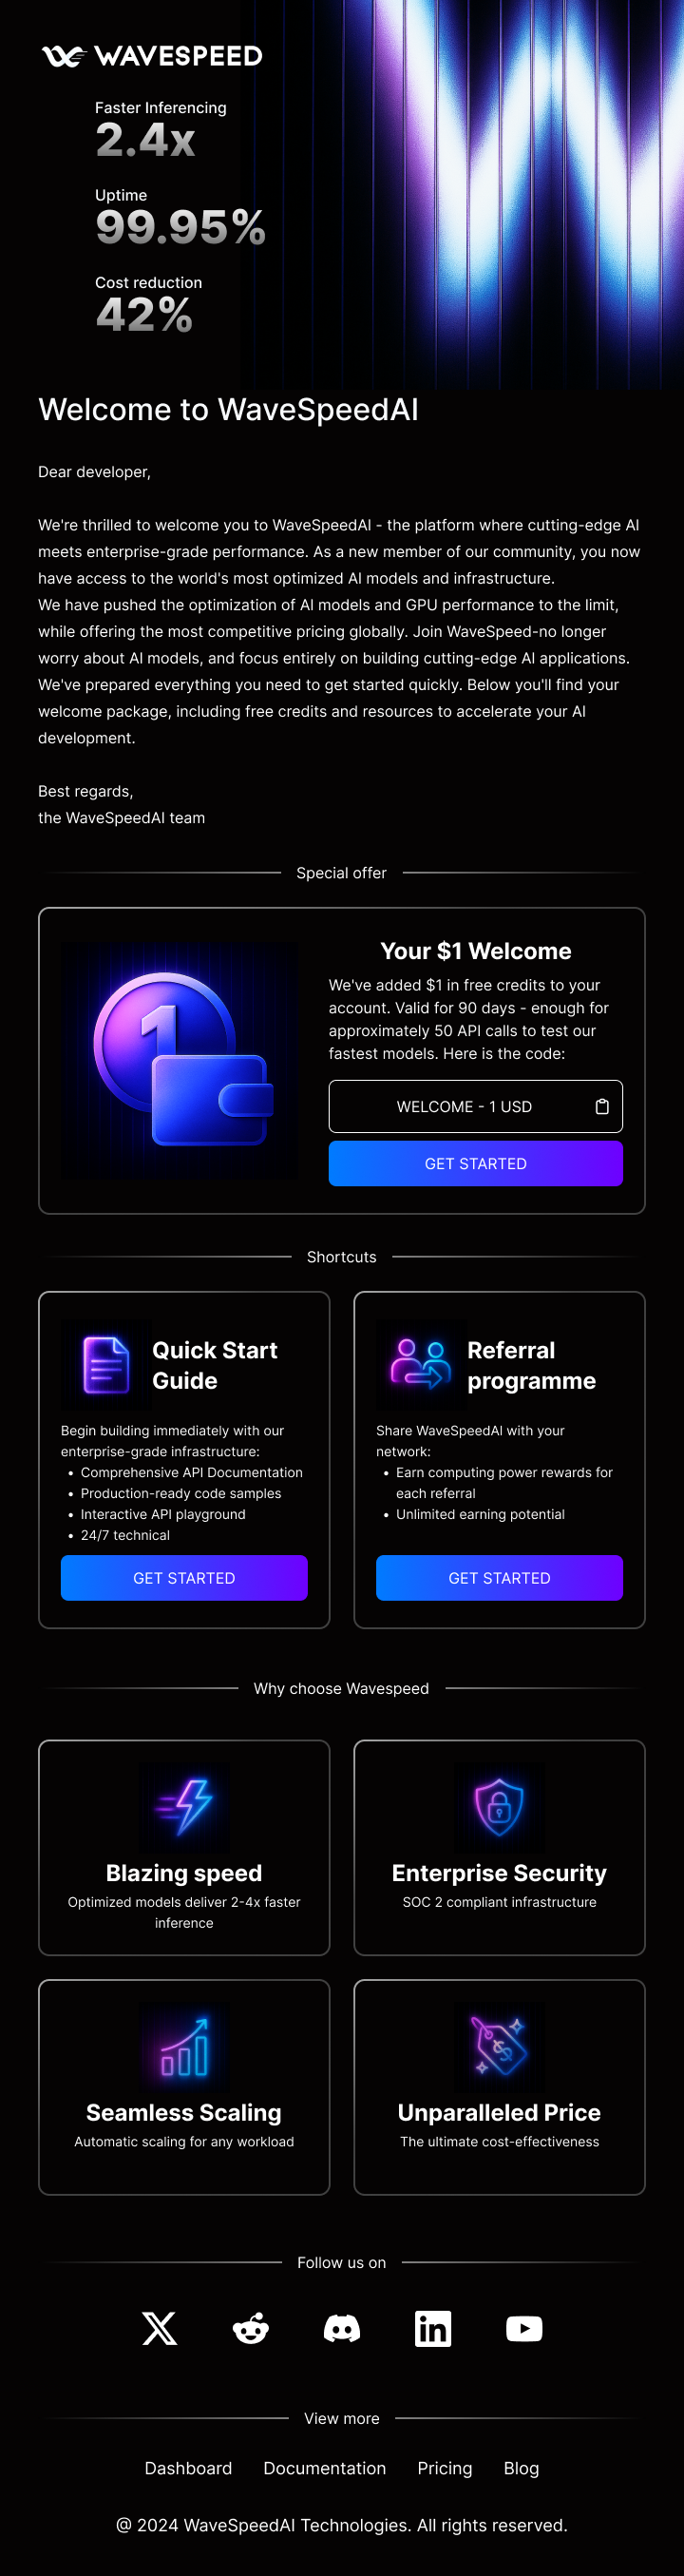 WAVESPEED
Faster Inferencing
2.4x
Uptime
99.95%
Cost reduction
42%
Welcome to WaveSpeedAI
Dear developer,
We're thrilled to welcome you to WaveSpeedAI - the platform where cutting-edge AI
meets enterprise-grade performance. As a new member of our community, you now
have access to the world's most optimized AI models and infrastructure.
We have pushed the optimization of AI models and GPU performance to the limit,
while offering the most competitive pricing globally. Join WaveSpeed-no longer
worry about AI models, and focus entirely on building cutting-edge AI applications.
We've prepared everything you need to get started quickly. Below you'll find your
welcome package, including free credits and resources to accelerate your AI
development.
Best regards,
the WaveSpeedAI team
Special offer
1
Your $1 Welcome
We've added $1 in free credits to your
account. Valid for 90 days - enough for
approximately 50 API calls to test our
fastest models. Here is the code:
WELCOME - 1 USD
GET STARTED
Shortcuts
Quick Start
Guide
Begin building immediately with our
enterprise-grade infrastructure:
• Comprehensive API Documentation
• Production-ready code samples
• Interactive API playground
• 24/7 technical
GET STARTED
Referral
programme
Share WaveSpeedAI with your
network:
• Earn computing power rewards for
each referral
• Unlimited earning potential
GET STARTED
Why choose Wavespeed
Blazing speed
Optimized models deliver 2-4x faster
inference
Enterprise Security
SOC 2 compliant infrastructure
Seamless Scaling
Automatic scaling for any workload
$
Unparalleled Price
The ultimate cost-effectiveness
Follow us on
in
View more
Dashboard Documentation Pricing Blog
@ 2024 WaveSpeedAI Technologies. All rights reserved.